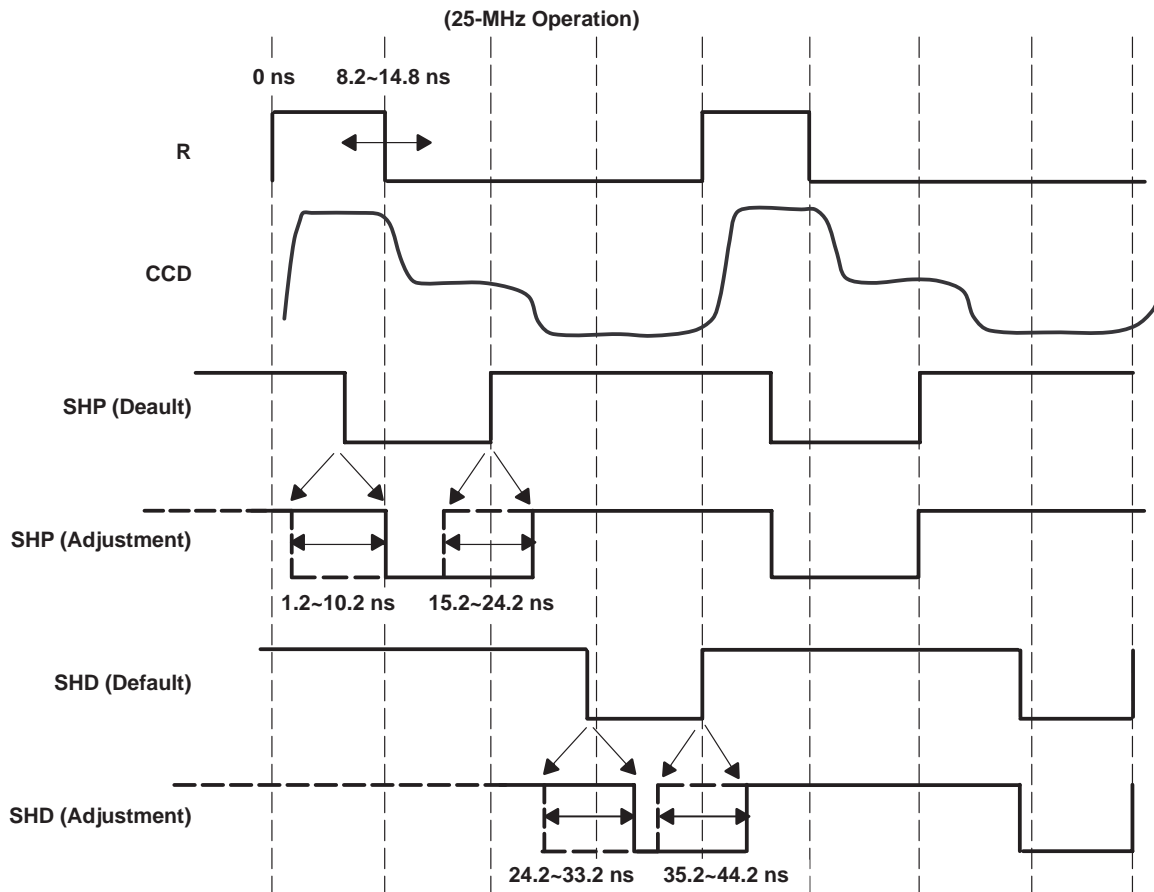 (25-MHz Operation)
0 ns
8.2~14.8 ns
R
CCD
SHP (Deault)
SHP (Adjustment)
1.2~10.2 ns
15.2~24.2 ns
SHD (Default)
SHD (Adjustment)
24.2~33.2 ns
35.2~44.2 ns